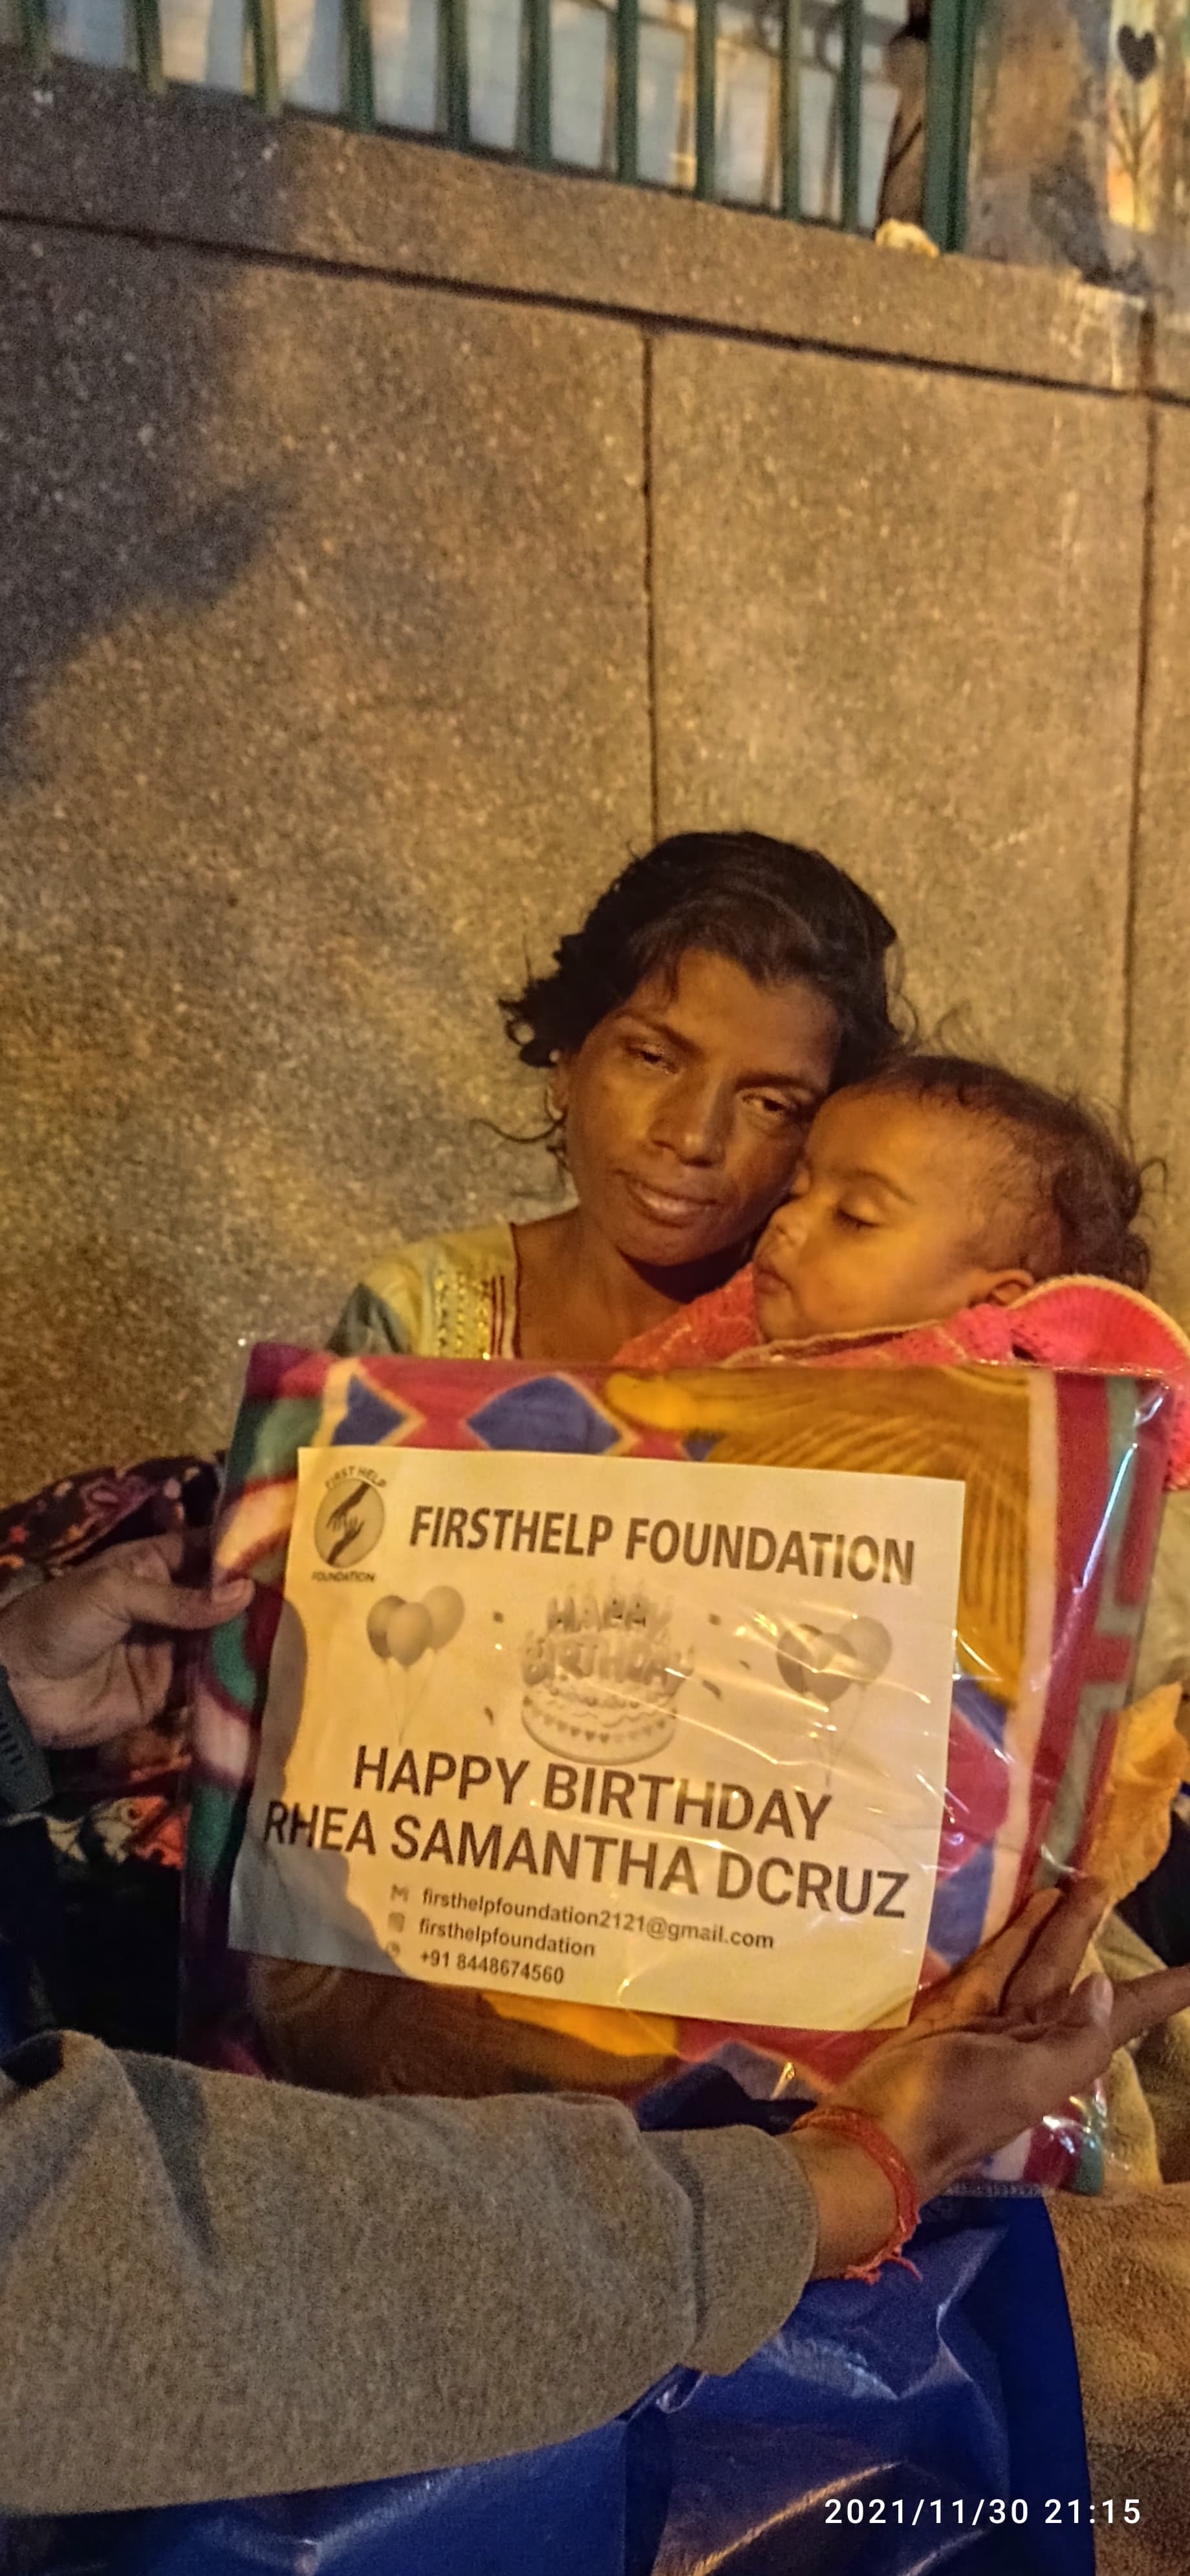 FIRST HELP
FOUNDATION
FIRSTHELP FOUNDATION
HAPPY
BIRTHDAY
HAPPY BIRTHDAY
RHEA SAMANTHA DCRUZ
firsthelpfoundation2121@gmail.com
firsthelpfoundation
+91 8448674560
2021/11/30 21:15